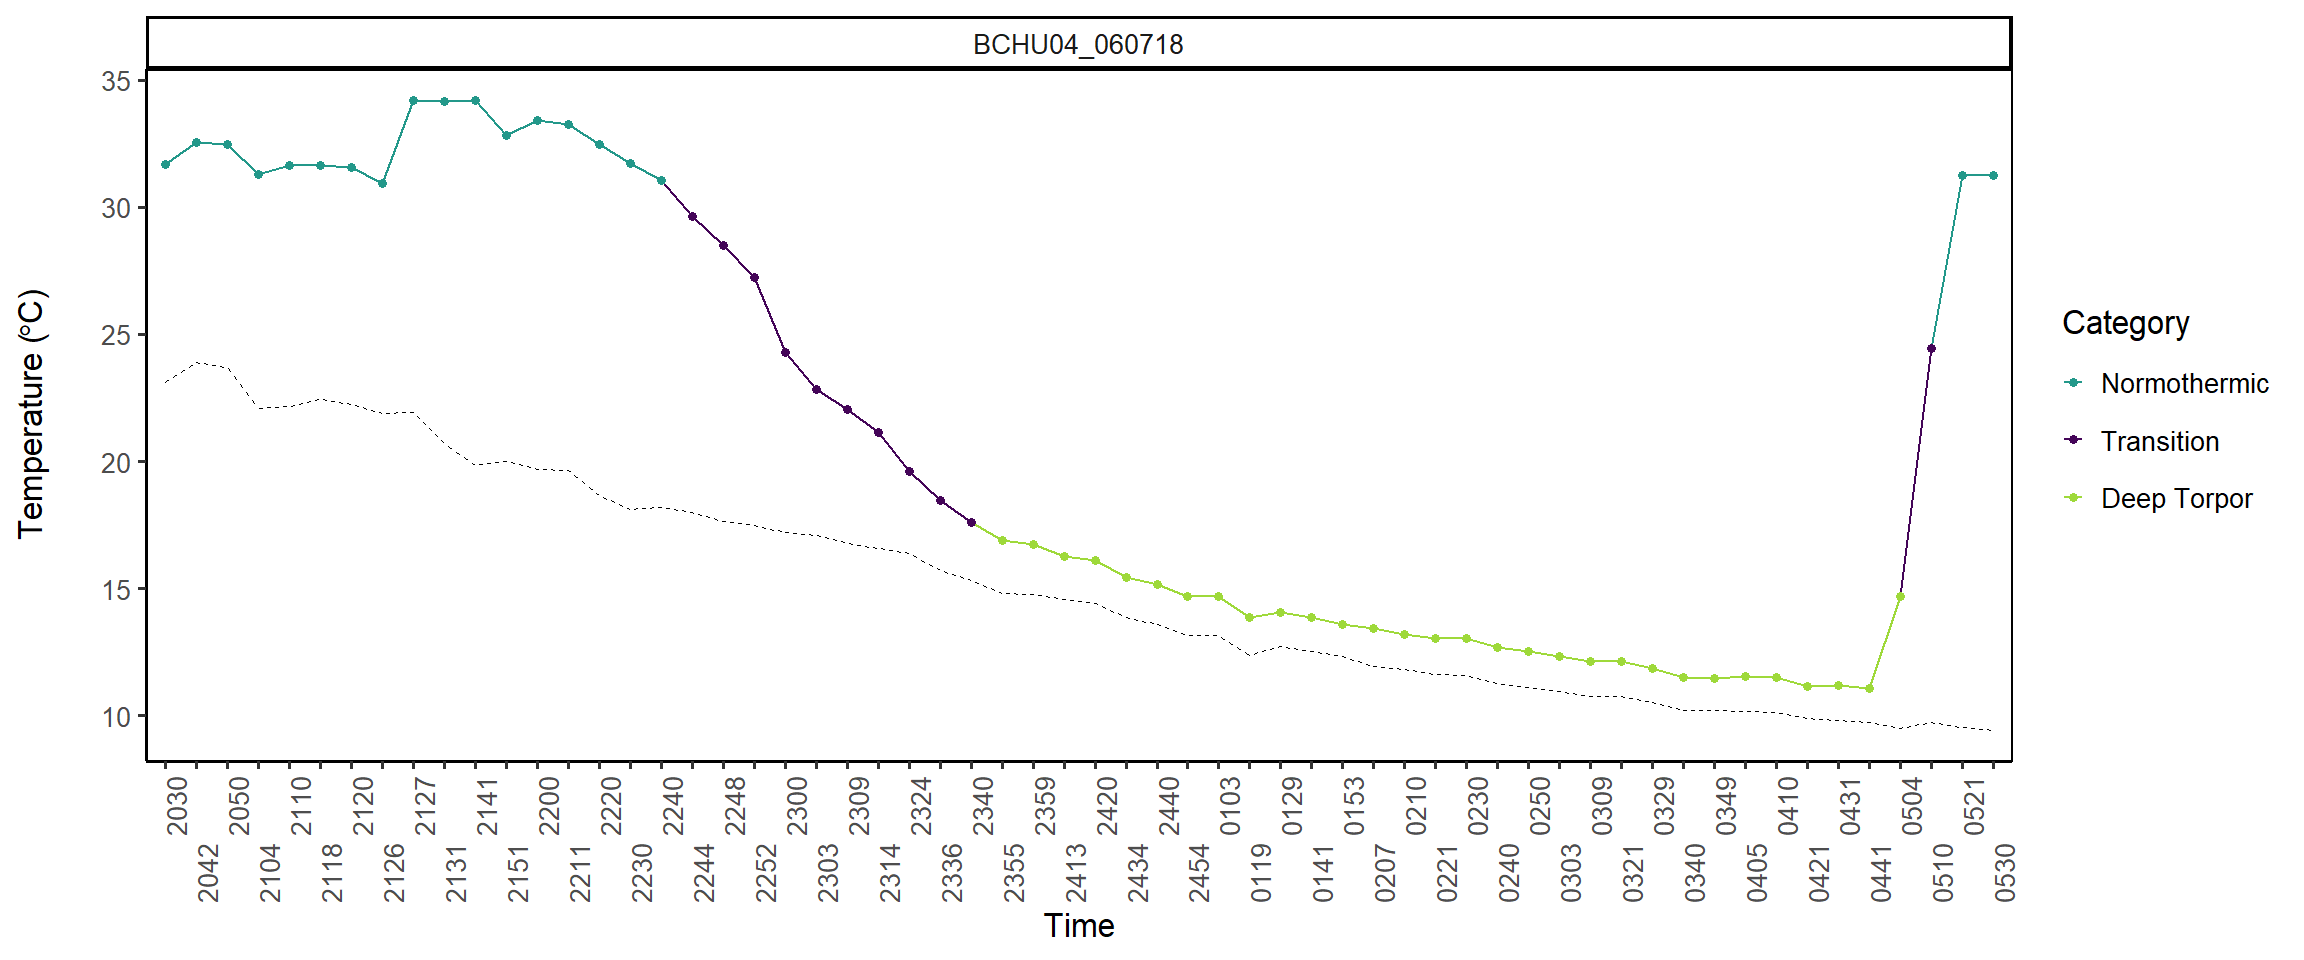 BCHU04_060718
35
30
25
20
15
10
Temperature (°C)
2030 2050 2110 2120 2127 2141 2200 2220 2240 2248 2300 2309 2324 2340 2359 2420 2440 0103 0129 0153 0210 0230 0250 0309 0329 0349 0410 0431 0504 0521
2042 2104 2118 2126 2131 2151 2211 2230 2244 2252 2303 2314 2336 2355 2413 2434 2454 0119 0141 0207 0221 0240 0303 0321 0340 0405 0421 0441 0510 0530
Time
Category
Normothermic
Transition
Deep Torpor